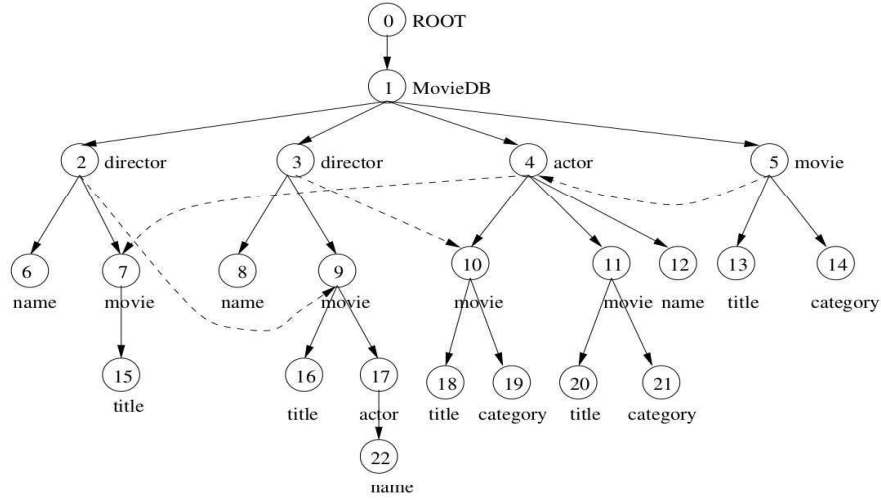 0 ROOT
1 MovieDB
2 director 3 director 4 actor 5 movie
6 7 8 9 10 11 12 13 14
name movie name movie movie movie name title category
15 16 17 18 19 20 21
title title actor title category title category
22
name